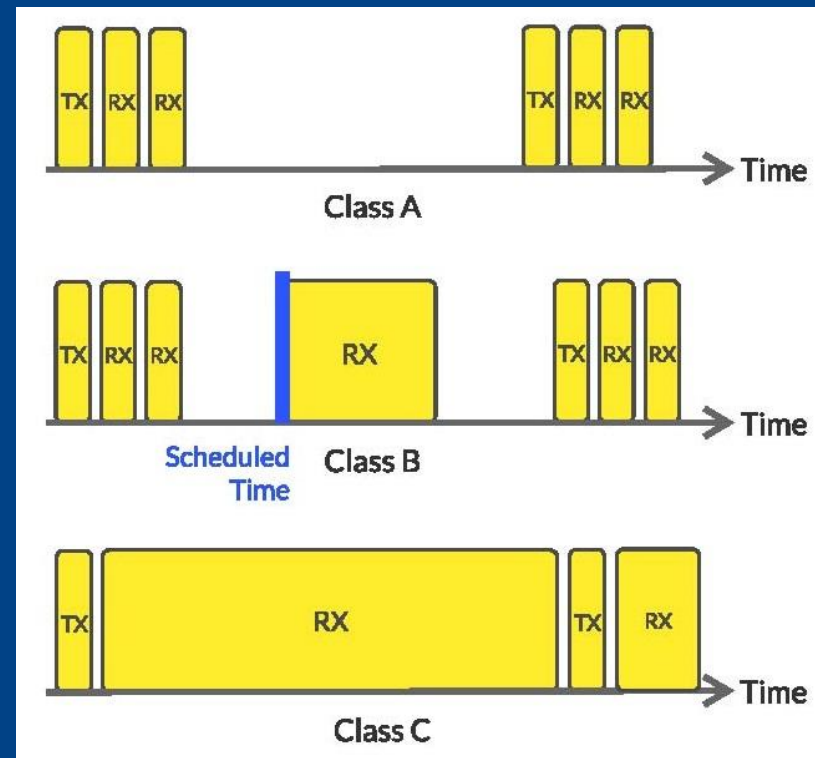 TX RX RX TX RX RX
Time
Class A
TX RX RX RX TX RX RX
Time
Scheduled
Time
Class B
TX RX TX RX
Time
Class C